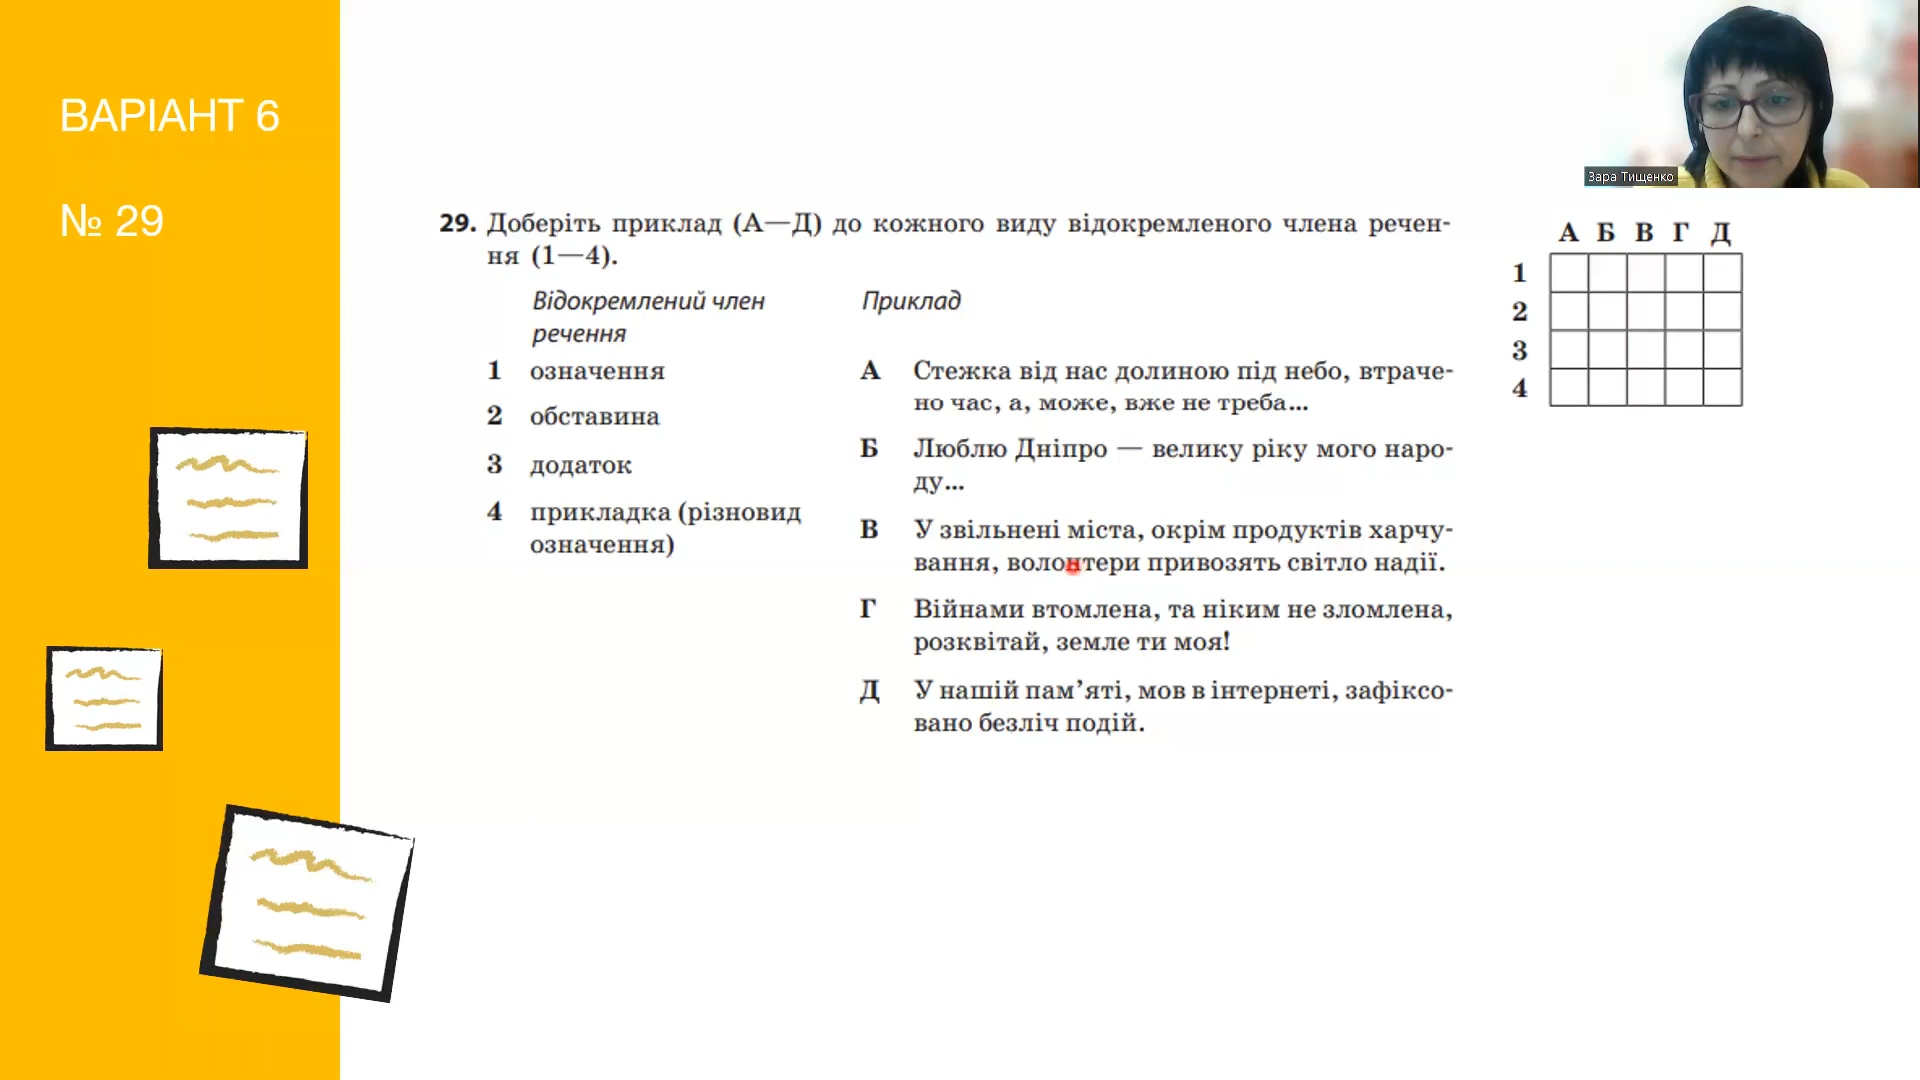 ВАРІАНТ 6
№ 29
Зара Тищенко
29. Доберіть приклад (А—Д) до кожного виду відокремленого члена речен-
ня (1—4).
Відокремлений член
речення
1 означення
2 обставина
3 додаток
4 прикладка (різновид
означення)
Приклад
А Стежка від нас долиною під небо, втраче-
но час, а, може, вже не треба...
Б Люблю Дніпро — велику ріку мого наро-
ду...
В У звільнені міста, окрім продуктів харчу-
вання, волонтери привозять світло надії.
Г Війнами втомлена, та ніким не зломлена,
розквітай, земле ти моя!
Д У нашій пам’яті, мов в інтернеті, зафіксо-
вано безліч подій.
А Б В Г Д
1
2
3
4